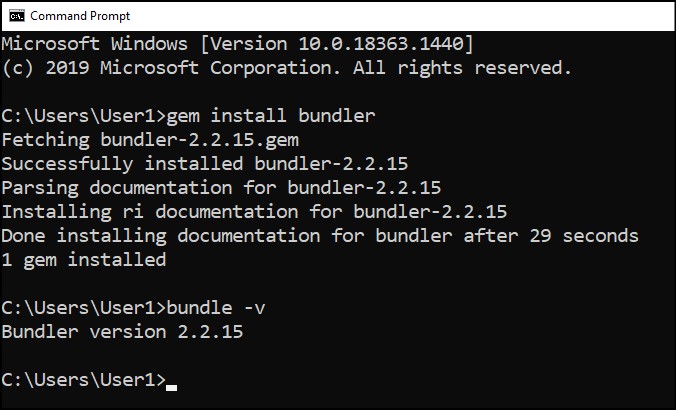 Command Prompt
Microsoft Windows [Version 10.0.18363.1440]
(c) 2019 Microsoft Corporation. All rights reserved.
C:\Users\User1>gem install bundler
Fetching bundler-2.2.15.gem
Successfully installed bundler-2.2.15
Parsing documentation for bundler-2.2.15
Installing ri documentation for bundler-2.2.15
Done installing documentation for bundler after 29 seconds
1 gem installed
C:\Users\User1>bundle -v
Bundler version 2.2.15
C:\Users\User1>